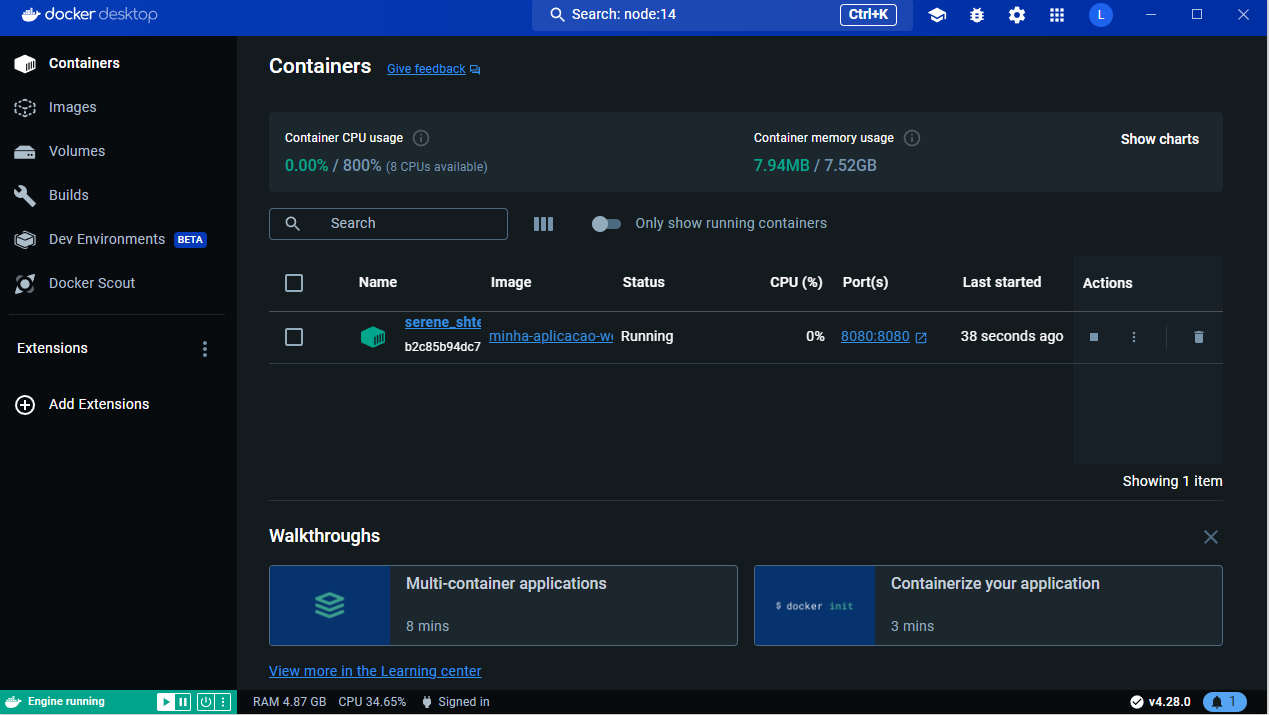 docker desktop
Search: node:14
Ctrl+K
L
Containers
Images
Volumes
Builds
Dev Environments BETA
Docker Scout
Extensions
Add Extensions
Containers
Give feedback
Container CPU usage
0.00% / 800% (8 CPUs available)
Container memory usage
7.94MB / 7.52GB
Show charts
Search
Only show running containers
Name Image Status CPU (%) Port(s) Last started Actions
serene_shte
b2c85b94dc7
minha-aplicacao-we
Running
0%
8080:8080
38 seconds ago
Showing 1 item
Walkthroughs
$ docker init
Multi-container applications
8 mins
Containerize your application
3 mins
View more in the Learning center
Engine running
RAM 4.87 GB CPU 34.65% Signed in
v4.28.0
1